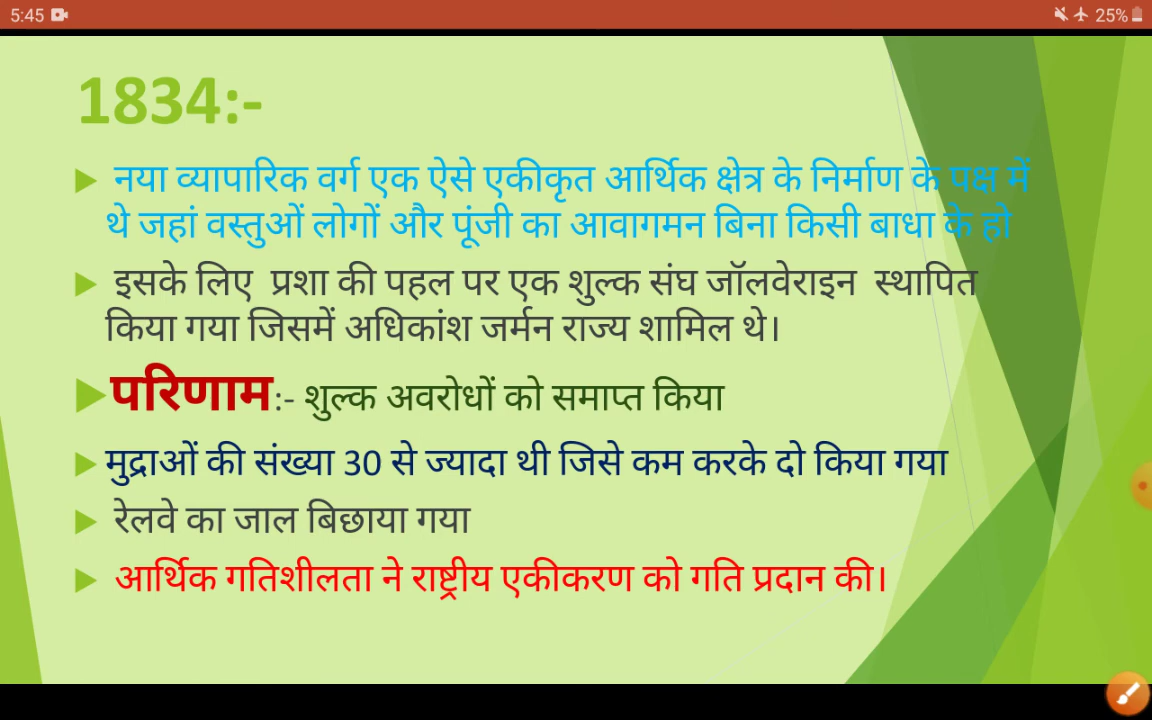 5:45
25%
1834:-
नया व्यापारिक वर्ग एक ऐसे एकीकृत आर्थिक क्षेत्र के निर्माण के पक्ष में
थे जहां वस्तुओं लोगों और पूंजी का आवागमन बिना किसी बाधा के हो
इसके लिए प्रशा की पहल पर एक शुल्क संघ जॉलवेराइन स्थापित
किया गया जिसमें अधिकांश जर्मन राज्य शामिल थे।
परिणाम:- शुल्क अवरोधों को समाप्त किया
मुद्राओं की संख्या 30 से ज्यादा थी जिसे कम करके दो किया गया
रेलवे का जाल बिछाया गया
आर्थिक गतिशीलता ने राष्ट्रीय एकीकरण को गति प्रदान की।